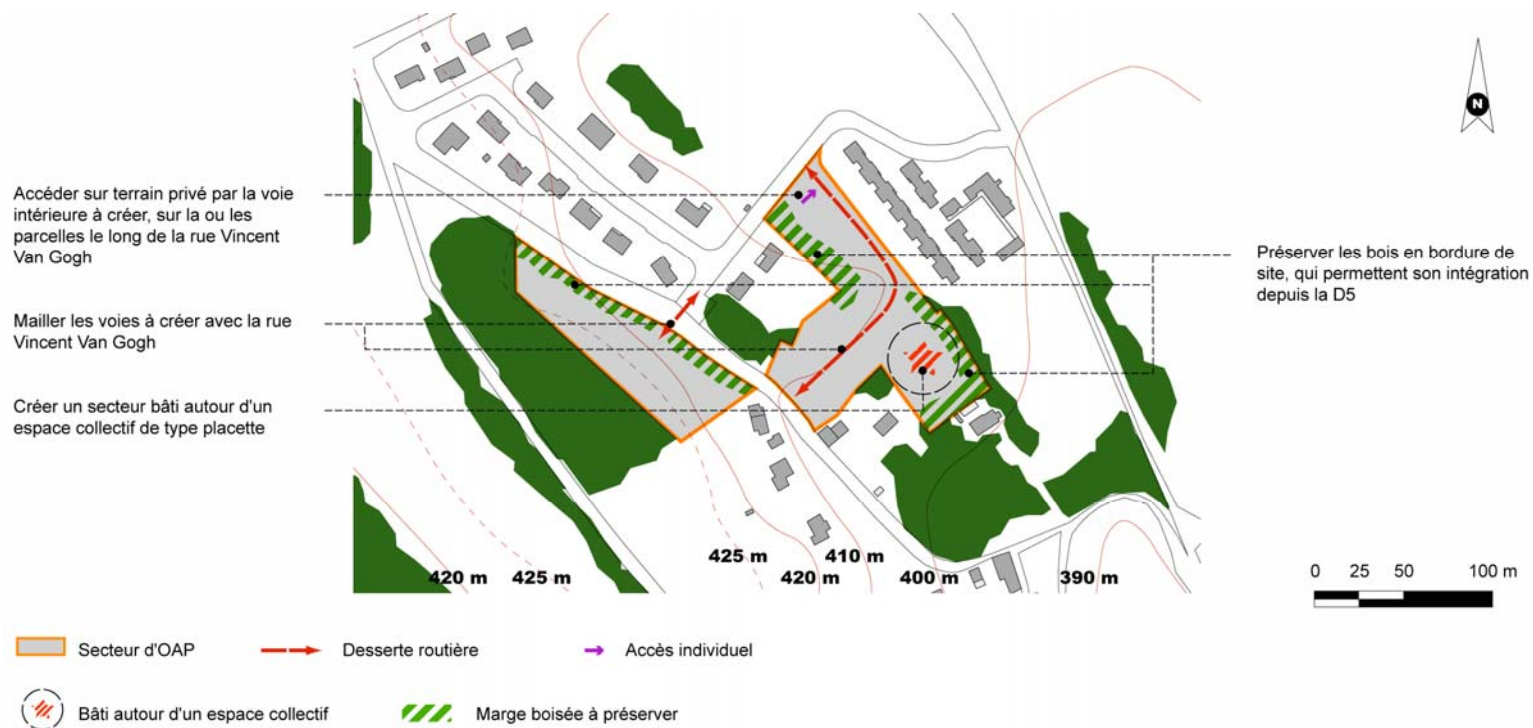 N
Accéder sur terrain privé par la voie
intérieure à créer, sur la ou les
parcelles le long de la rue Vincent
Van Gogh
Préserver les bois en bordure de
site, qui permettent son intégration
depuis la D5
Mailler les voies à créer avec la rue
Vincent Van Gogh
Créer un secteur bâti autour d'un
espace collectif de type placette
425 m
410 m
420 m
425 m
420 m
400 m
390 m
0 25 50 100 m
Secteur d'OAP
Desserte routière
Accès individuel
Bâti autour d'un espace collectif
Marge boisée à préserver